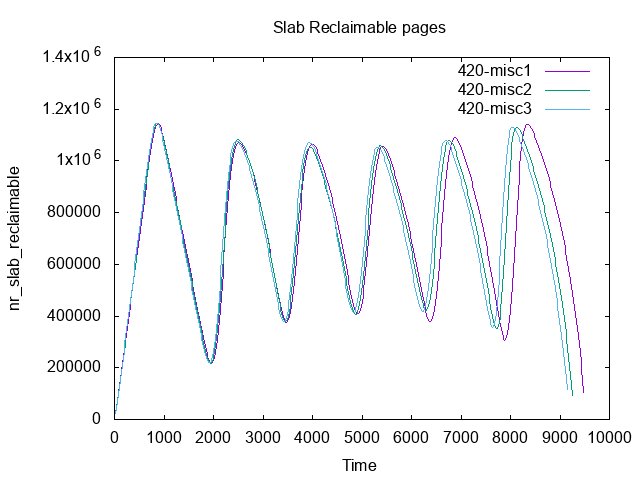 Slab Reclaimable pages
1.4x10^6
1.2x10^6
1x10^6
800000
600000
400000
200000
0
nr_slab_reclaimable
420-misc1
420-misc2
420-misc3
0 1000 2000 3000 4000 5000 6000 7000 8000 9000 10000
Time